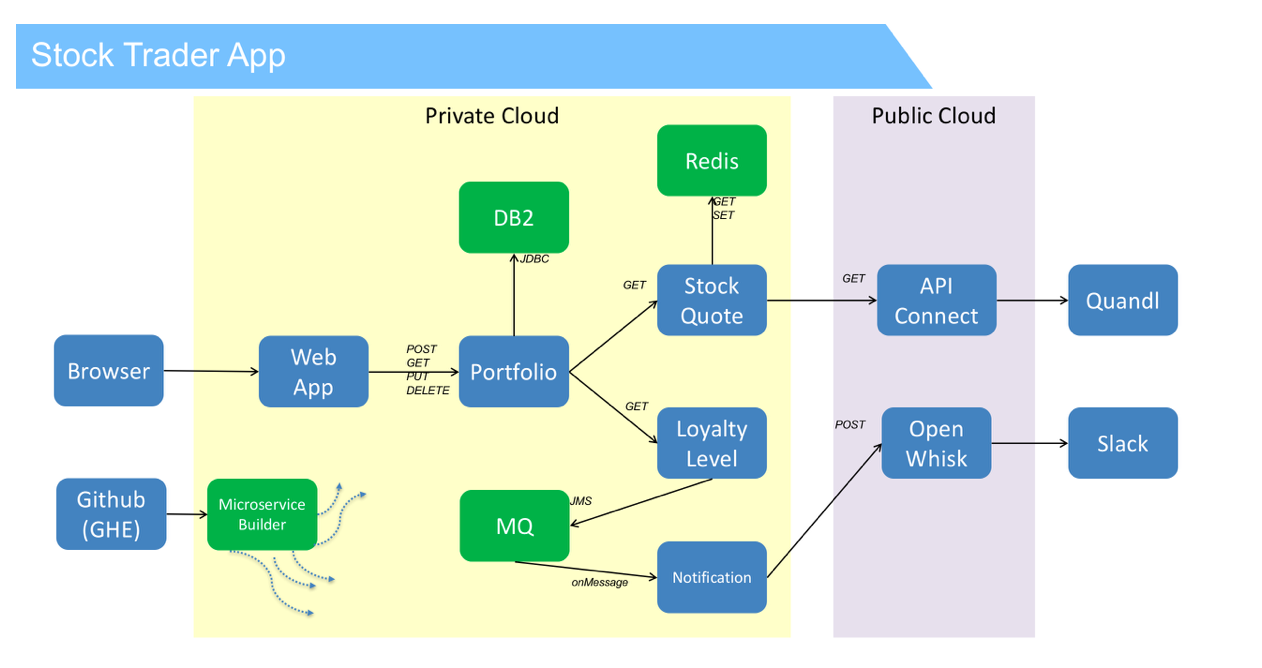 Stock Trader App
Private Cloud
Public Cloud
Redis
GET
SET
DB2
JDBC
GET
Stock
Quote
GET
API
Connect
Quandl
Browser
Web
App
POST
GET
PUT
DELETE
Portfolio
GET
Loyalty
Level
POST
Open
Whisk
Slack
Github
(GHE)
Microservice
Builder
MQ
JMS
onMessage
Notification